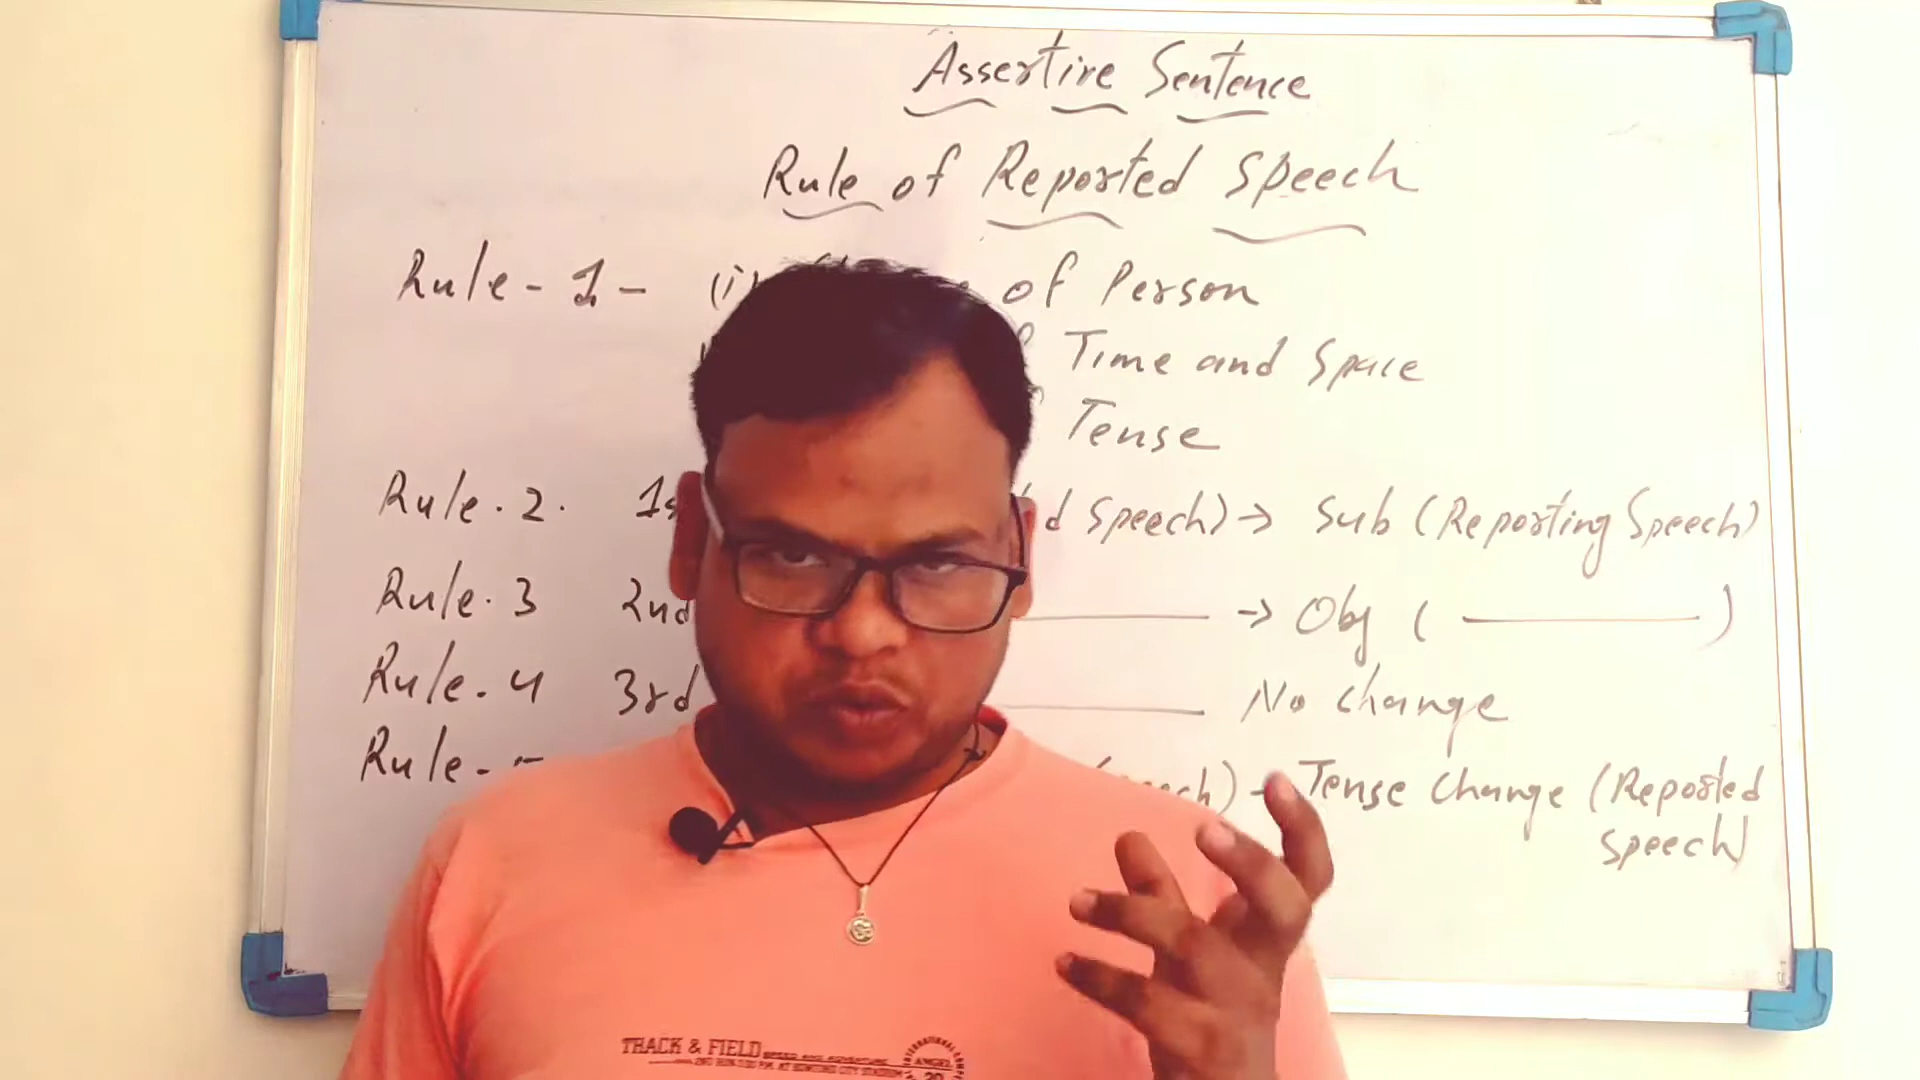 Assertive Sentence
Rule of Reported Speech
Rule - 1 - (i) of Person
Time and Space
Tense
Rule . 2 . 1s d Speech) → Sub (Reporting Speech)
Rule . 3 2nd → Obj ( )
Rule . 4 3rd No change
Rule - ech) - Tense Change (Reported
Speech)
TRACK & FIELD